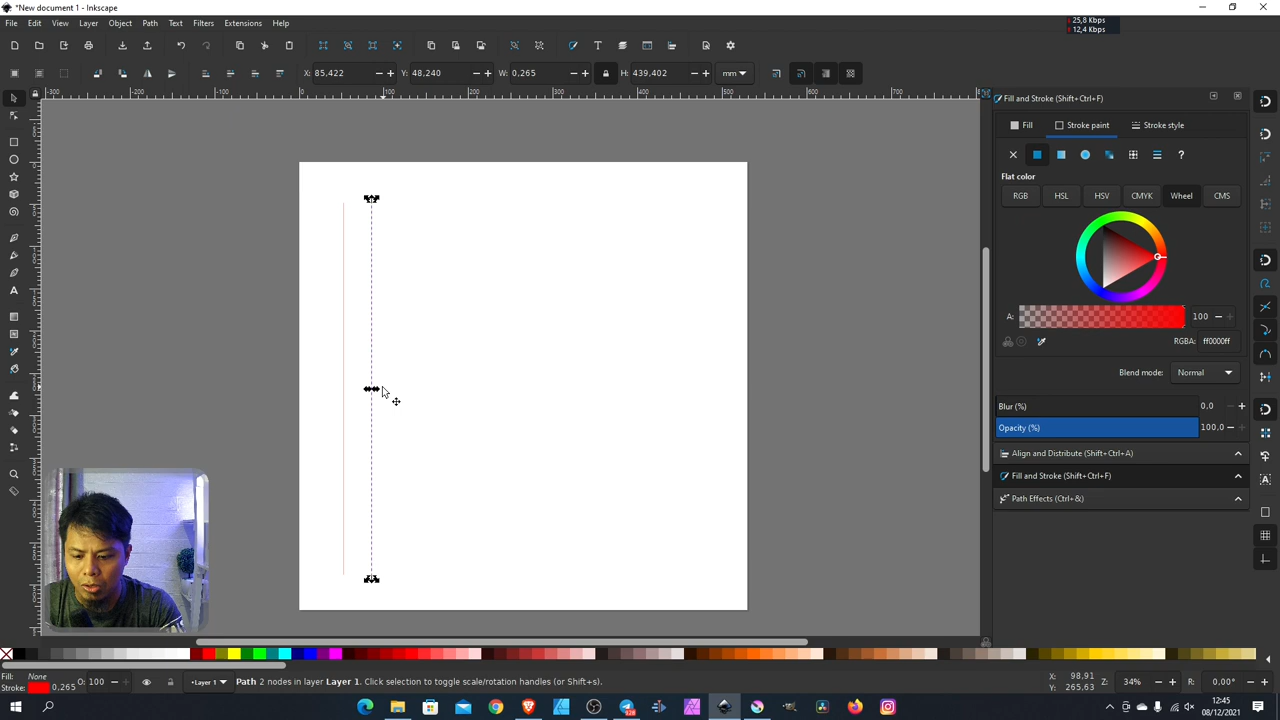 *New document 1 - Inkscape
File Edit View Layer Object Path Text Filters Extensions Help
25,8 Kbps
12,4 Kbps
X: 85,422 Y: 48,240 W: 0,265 H: 439,402 mm
Fill and Stroke (Shift+Ctrl+F)
Fill Stroke paint Stroke style
?
Flat color
RGB HSL HSV CMYK Wheel CMS
A: 100
RGBA: ff0000ff
Blend mode: Normal
Blur (%) 0.0
Opacity (%) 100,0
Align and Distribute (Shift+Ctrl+A)
Fill and Stroke (Shift+Ctrl+F)
Path Effects (Ctrl+&)
Fill: None
Stroke: 0,265 O: 100 Layer 1 Path 2 nodes in layer Layer 1. Click selection to toggle scale/rotation handles (or Shift+s). X: 98,91 Y: 265,63 Z: 34% R: 0,00°
12:45
08/12/2021